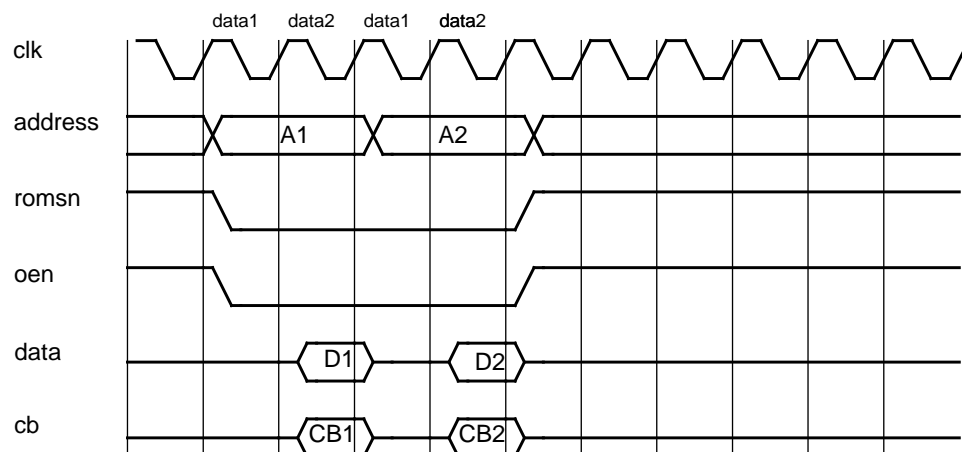 data1 data2 data1 data2
clk
address A1 A2
romsn
oen
data D1 D2
cb CB1 CB2